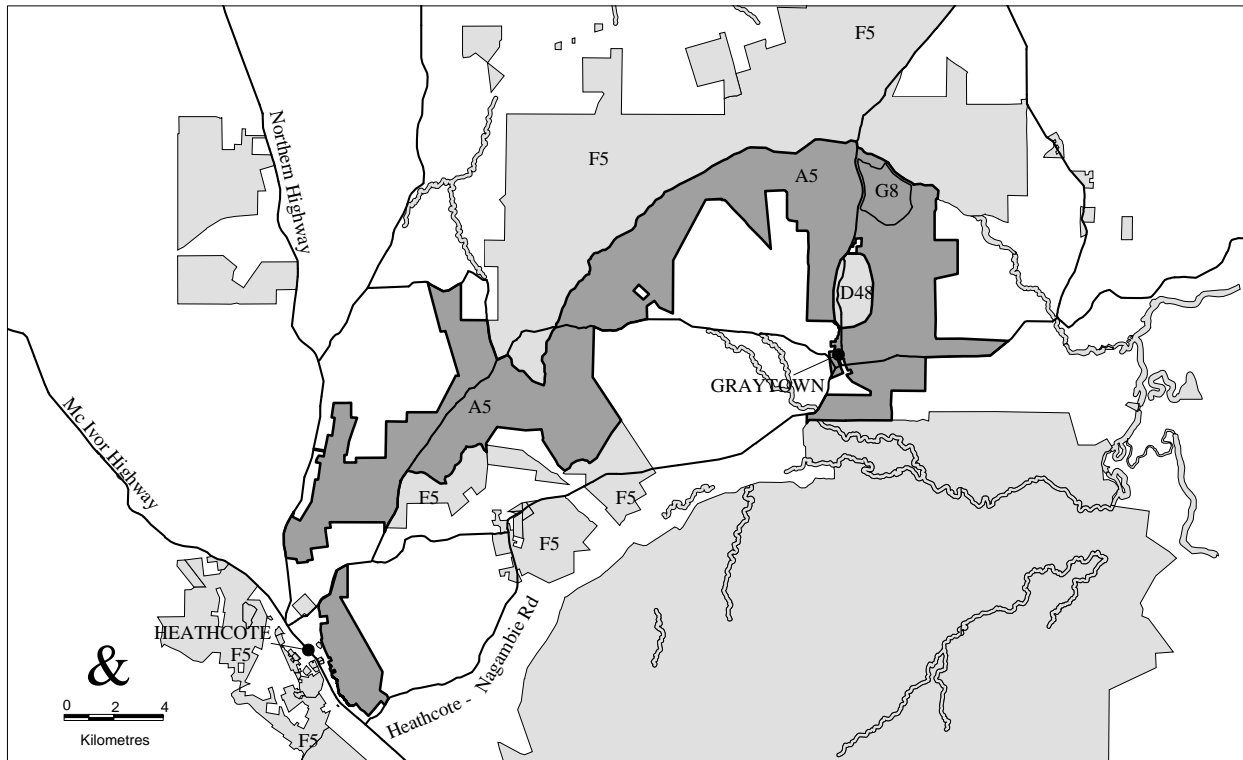 F5
F5
A5
G8
Northern Highway
D48
GRAYTOWN
A5
Mc Ivor Highway
F5
F5
F5
HEATHCOTE
F5
Heathcote - Nagambie Rd
&
0 2 4
Kilometres
F5